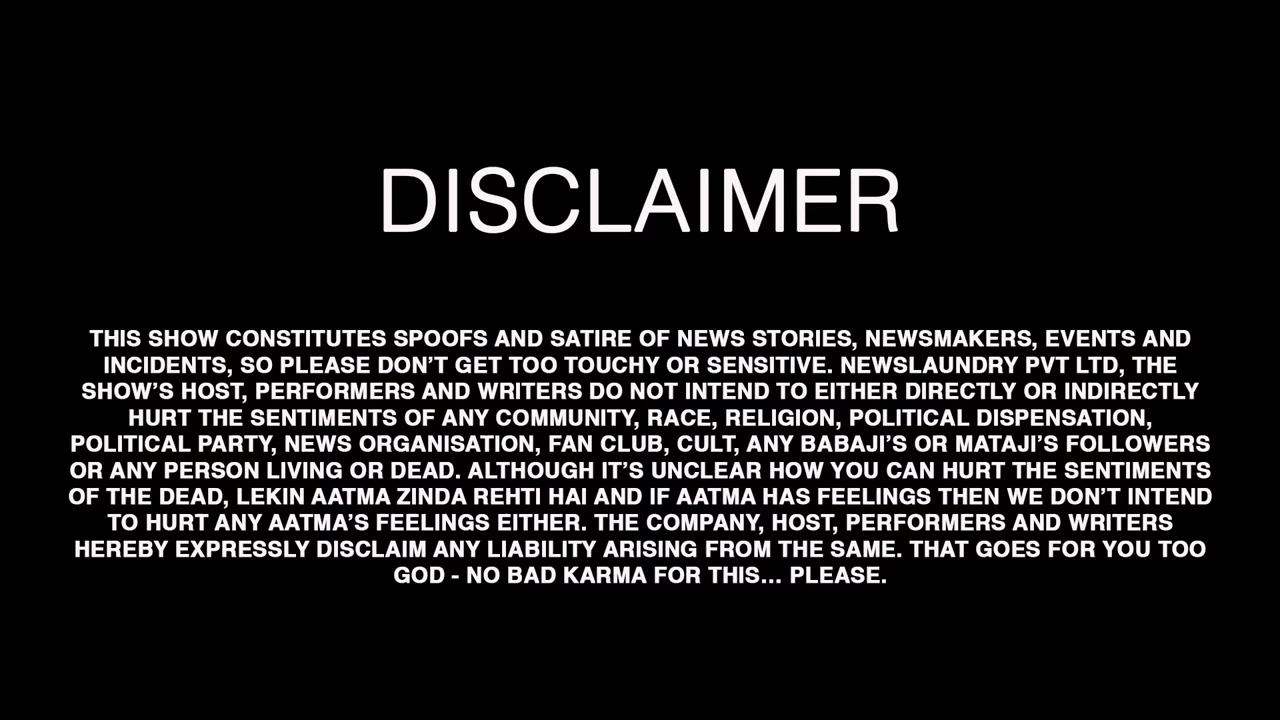 DISCLAIMER
THIS SHOW CONSTITUTES SPOOFS AND SATIRE OF NEWS STORIES, NEWSMAKERS, EVENTS AND
INCIDENTS, SO PLEASE DON’T GET TOO TOUCHY OR SENSITIVE. NEWSLAUNDRY PVT LTD, THE
SHOW’S HOST, PERFORMERS AND WRITERS DO NOT INTEND TO EITHER DIRECTLY OR INDIRECTLY
HURT THE SENTIMENTS OF ANY COMMUNITY, RACE, RELIGION, POLITICAL DISPENSATION,
POLITICAL PARTY, NEWS ORGANISATION, FAN CLUB, CULT, ANY BABAJI’S OR MATAJI’S FOLLOWERS
OR ANY PERSON LIVING OR DEAD. ALTHOUGH IT’S UNCLEAR HOW YOU CAN HURT THE SENTIMENTS
OF THE DEAD, LEKIN AATMA ZINDA REHTI HAI AND IF AATMA HAS FEELINGS THEN WE DON’T INTEND
TO HURT ANY AATMA’S FEELINGS EITHER. THE COMPANY, HOST, PERFORMERS AND WRITERS
HEREBY EXPRESSLY DISCLAIM ANY LIABILITY ARISING FROM THE SAME. THAT GOES FOR YOU TOO
GOD - NO BAD KARMA FOR THIS... PLEASE.